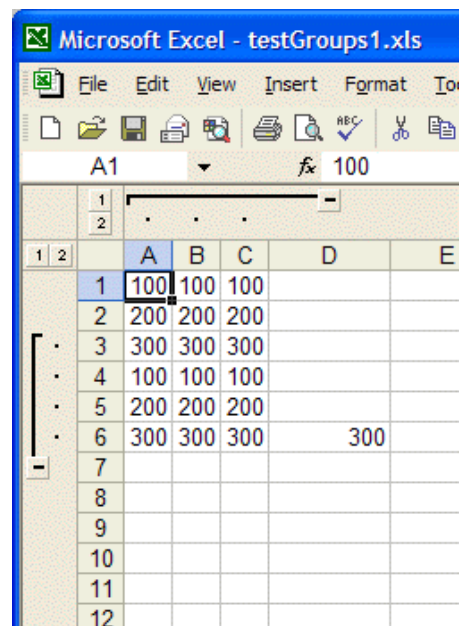 Microsoft Excel - testGroups1.xls
File Edit View Insert Format To
ABC
A1 fx 100
1
2
1 2 A B C D E
1 100 100 100
2 200 200 200
3 300 300 300
4 100 100 100
5 200 200 200
6 300 300 300 300
7
8
9
10
11
12